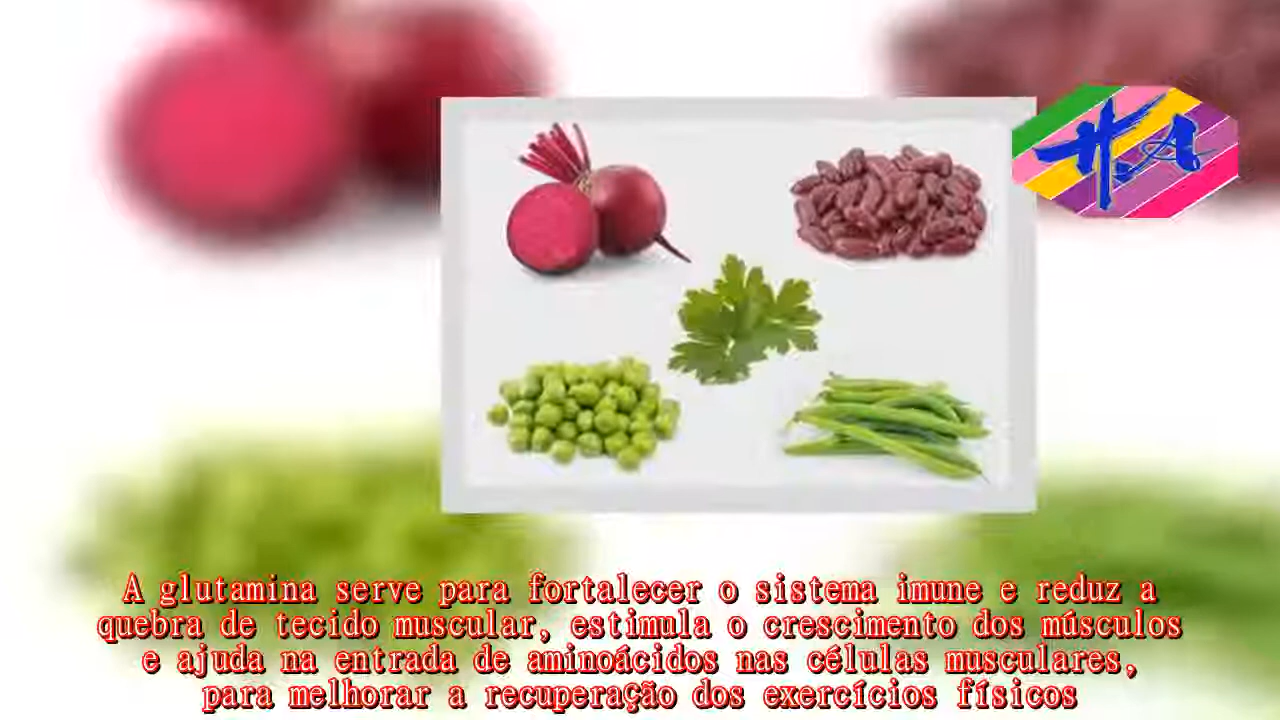 HA
A glutamina serve para fortalecer o sistema imune e reduz a
quebra de tecido muscular, estimula o crescimento dos músculos
e ajuda na entrada de aminoácidos nas células musculares,
para melhorar a recuperação dos exercícios físicos